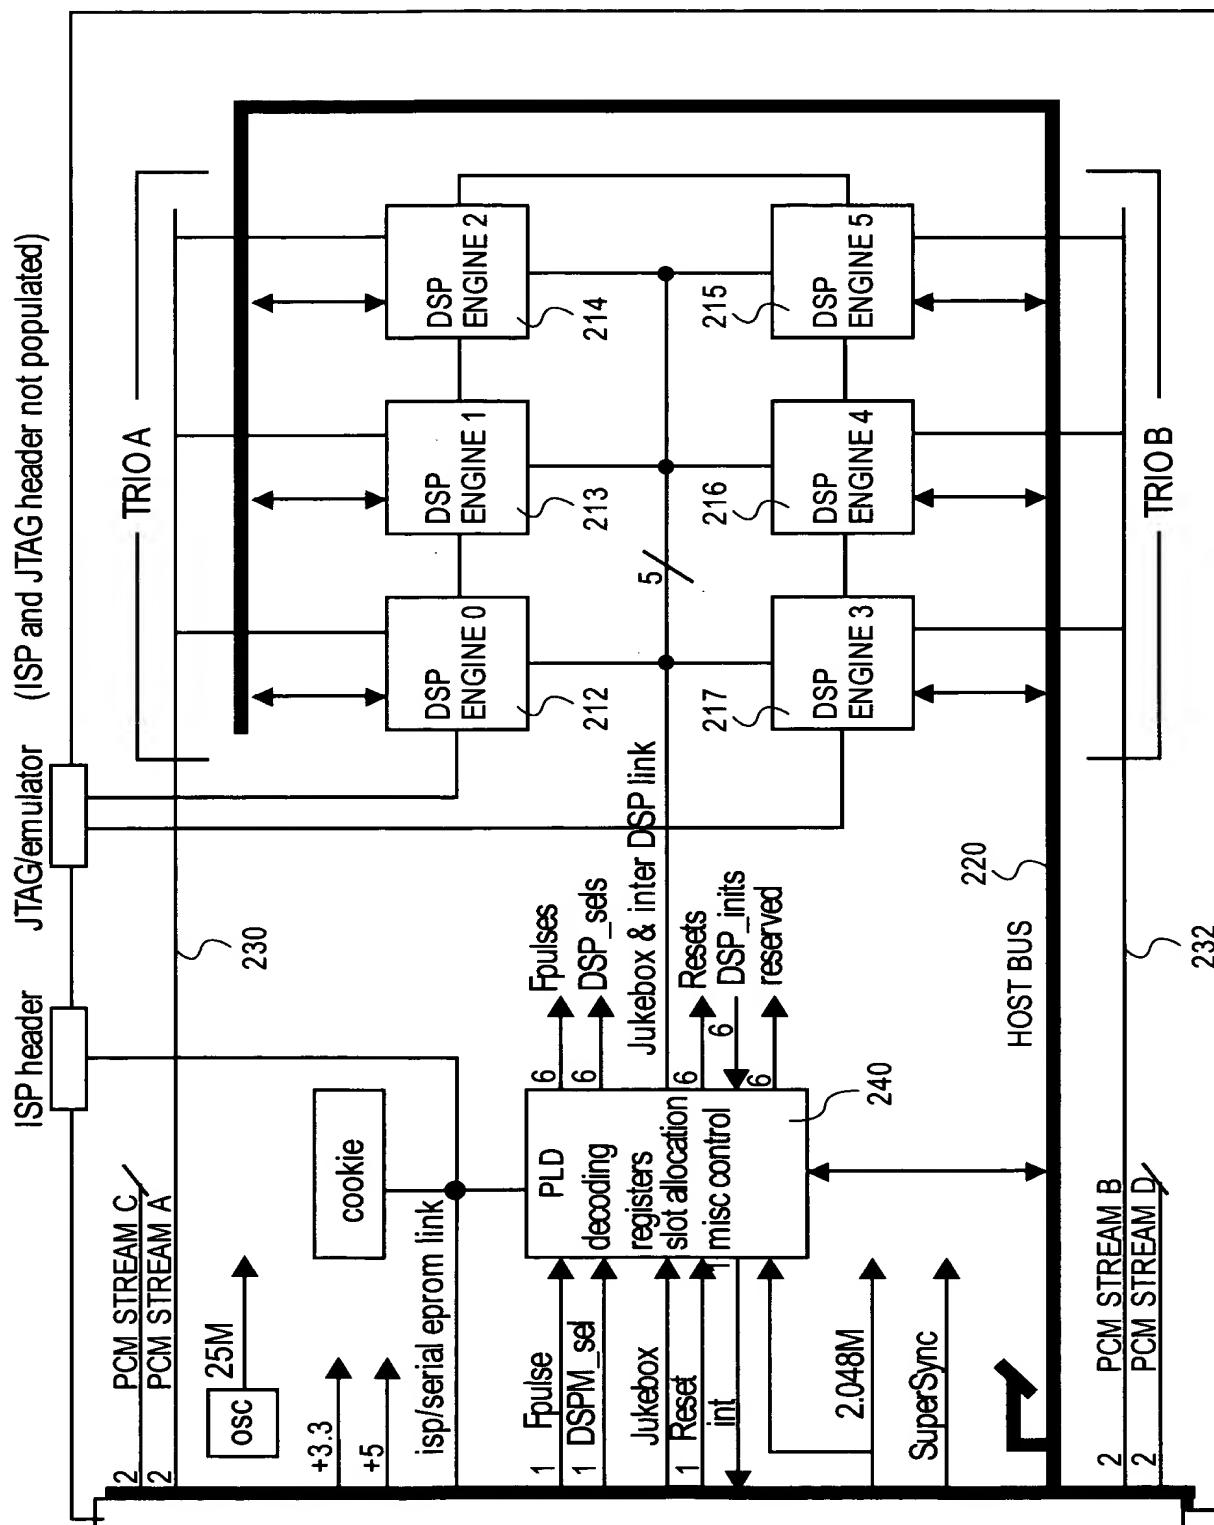 ISP header
JTAG/emulator
(ISP and JTAG header not populated)
2
PCM STREAM C
2
PCM STREAM A
230
TRIO A
osc
25M
+3.3
+5
isp/serial eprom link
cookie
DSP
ENGINE 0
212
DSP
ENGINE 1
213
DSP
ENGINE 2
214
1
Fpulse
1
DSPM_sel
Jukebox
1
Reset
int
1
PLD
decoding
registers
slot allocation
misc control
240
6
Fpulses
6
DSP_sels
Jukebox & inter DSP link
5
6
Resets
6
DSP_inits
6
reserved
217
DSP
ENGINE 3
216
DSP
ENGINE 4
215
DSP
ENGINE 5
2.048M
SuperSync
HOST BUS
220
2
PCM STREAM B
2
PCM STREAM D
232
TRIO B